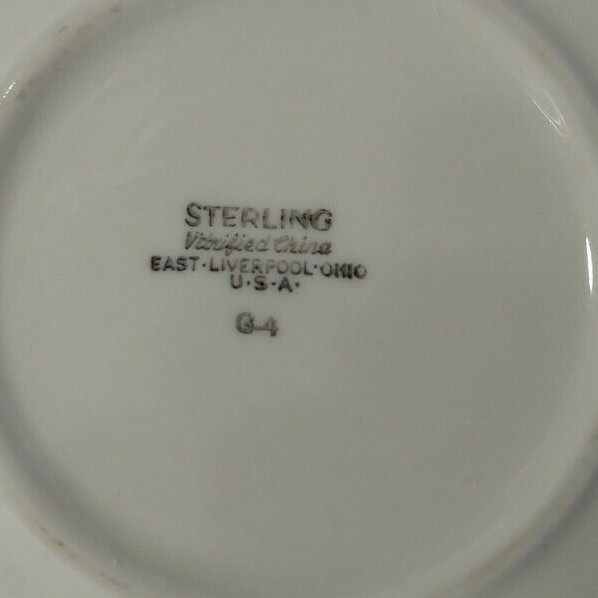 STERLING
Vitrified China
EAST·LIVERPOOL·OHIO
U·S·A·
G-4